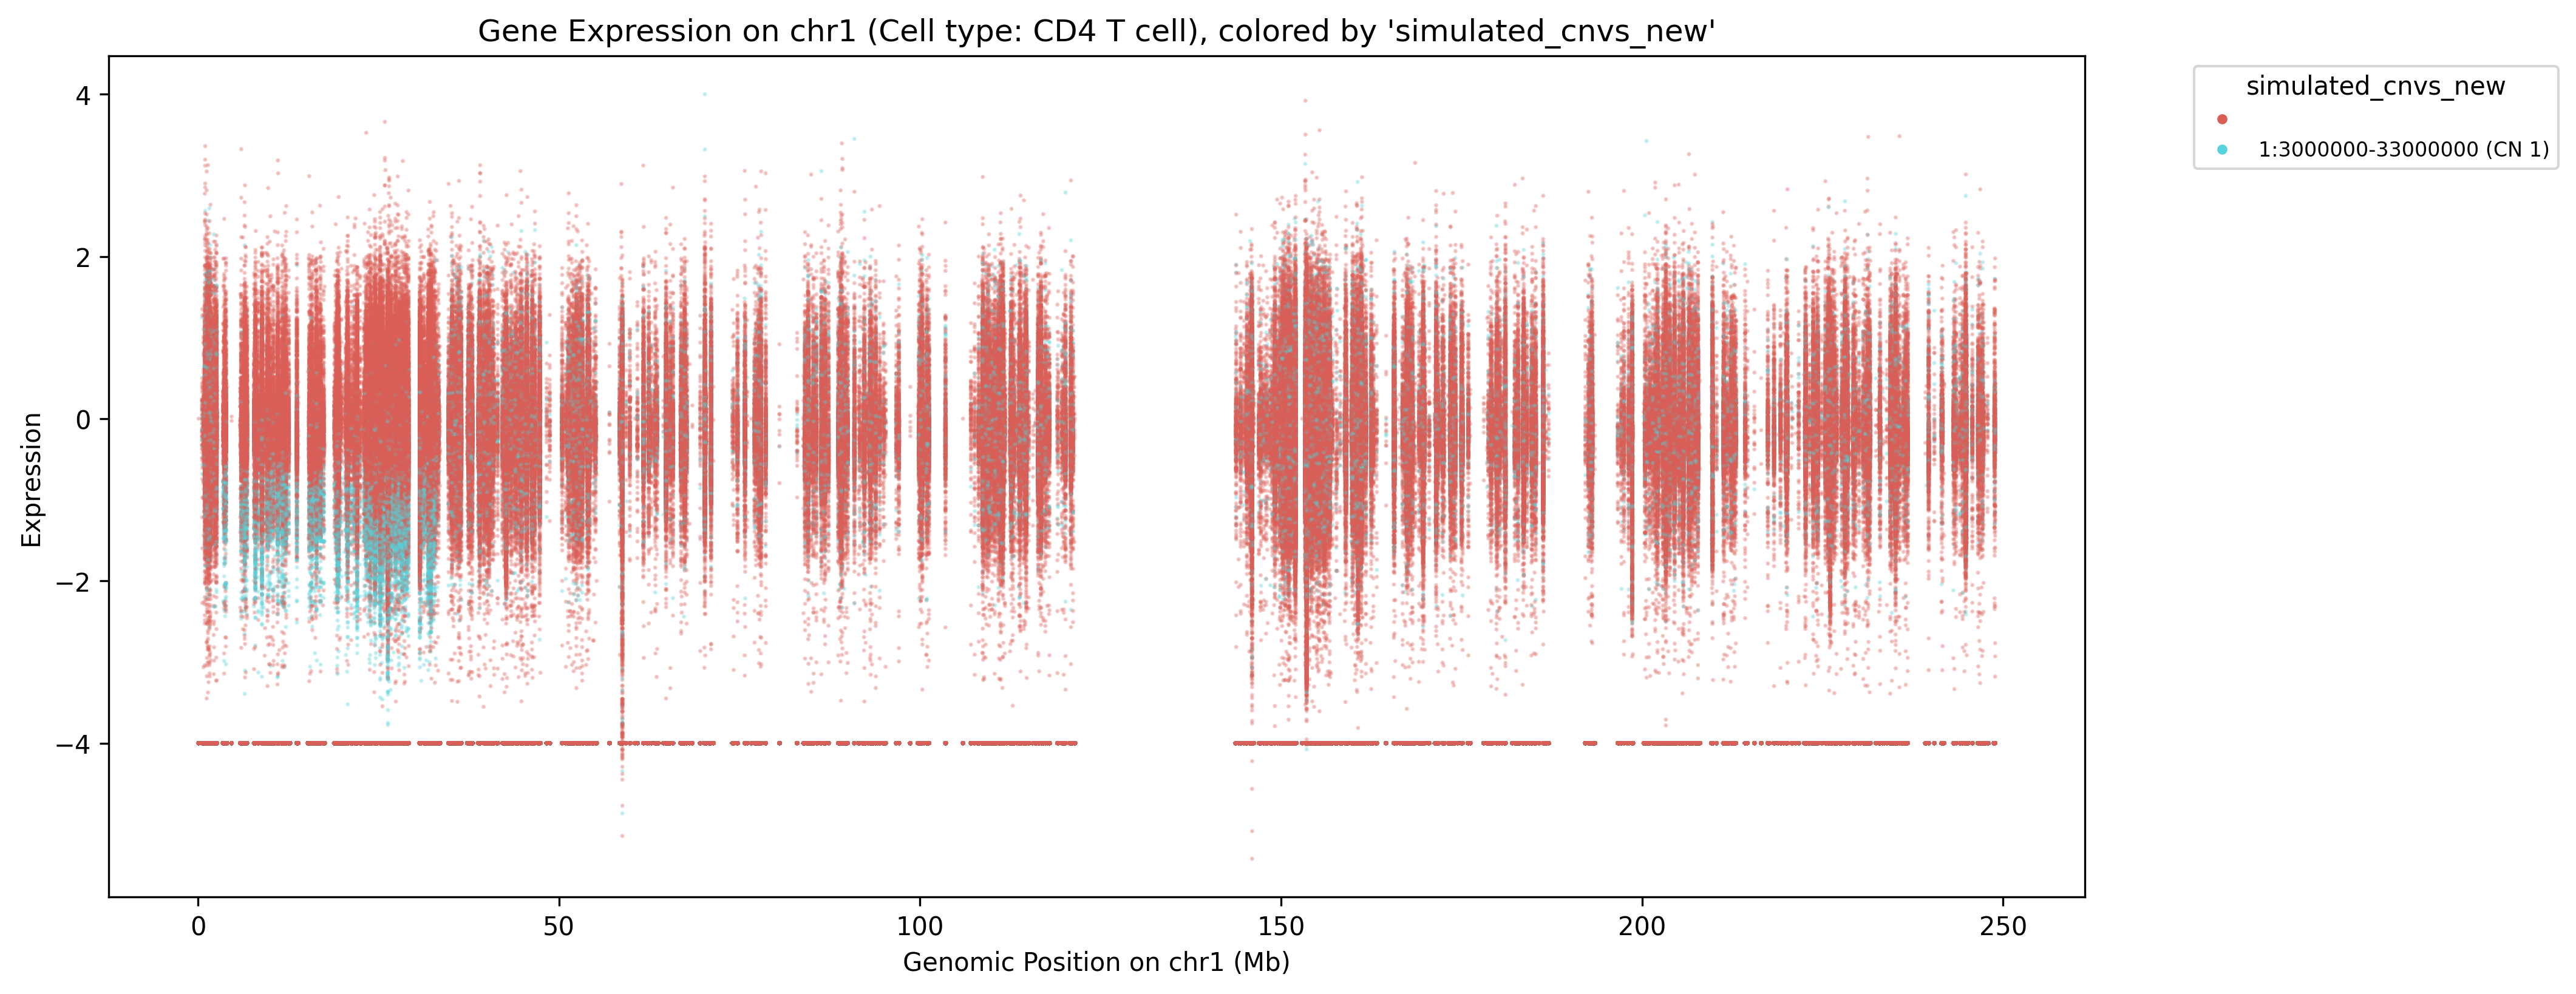 Gene Expression on chr1 (Cell type: CD4 T cell), colored by 'simulated_cnvs_new'
simulated_cnvs_new
1:3000000-33000000 (CN 1)
Expression
4
2
0
−2
−4
0 50 100 150 200 250
Genomic Position on chr1 (Mb)